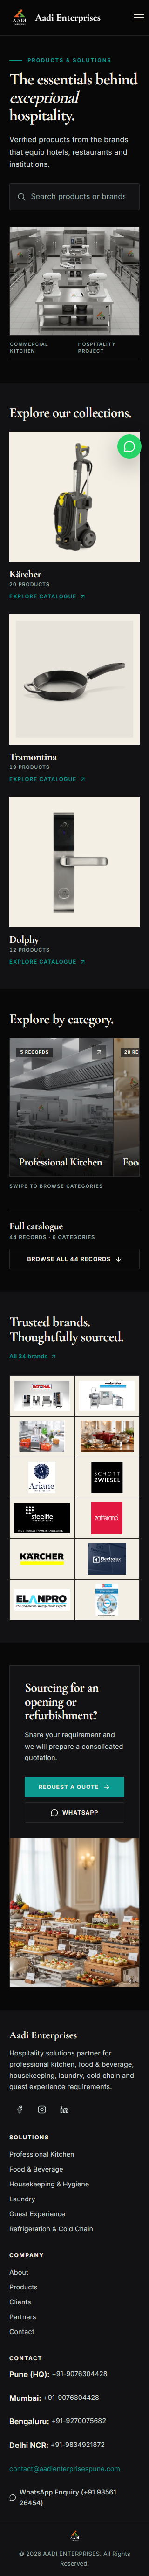 AADI
Aadi Enterprises
PRODUCTS & SOLUTIONS
The essentials behind
exceptional
hospitality.
Verified products from the brands
that equip hotels, restaurants and
institutions.
Search products or brands
COMMERCIAL
KITCHEN
HOSPITALITY
PROJECT
Explore our collections.
Kärcher
20 PRODUCTS
EXPLORE CATALOGUE
Tramontina
19 PRODUCTS
EXPLORE CATALOGUE
Dolphy
12 PRODUCTS
EXPLORE CATALOGUE
Explore by category.
5 RECORDS
20 RE
Professional Kitchen
Foo
SWIPE TO BROWSE CATEGORIES
Full catalogue
44 RECORDS · 6 CATEGORIES
BROWSE ALL 44 RECORDS
Trusted brands.
Thoughtfully sourced.
All 34 brands
Ariane
SCHOTT
ZWIESEL
steelite
zafferano
KÄRCHER
Electrolux
ELANPRO
Sourcing for an
opening or
refurbishment?
Share your requirement and
we will prepare a consolidated
quotation.
REQUEST A QUOTE
WHATSAPP
Aadi Enterprises
Hospitality solutions partner for
professional kitchen, food & beverage,
housekeeping, laundry, cold chain and
guest experience requirements.
SOLUTIONS
Professional Kitchen
Food & Beverage
Housekeeping & Hygiene
Laundry
Guest Experience
Refrigeration & Cold Chain
COMPANY
About
Products
Clients
Partners
Contact
CONTACT
Pune (HQ): +91-9076304428
Mumbai: +91-9076304428
Bengaluru: +91-9270075682
Delhi NCR: +91-9834921872
contact@aadienterprisespune.com
WhatsApp Enquiry (+91 93561
26454)
AADI
© 2026 AADI ENTERPRISES. All Rights
Reserved.